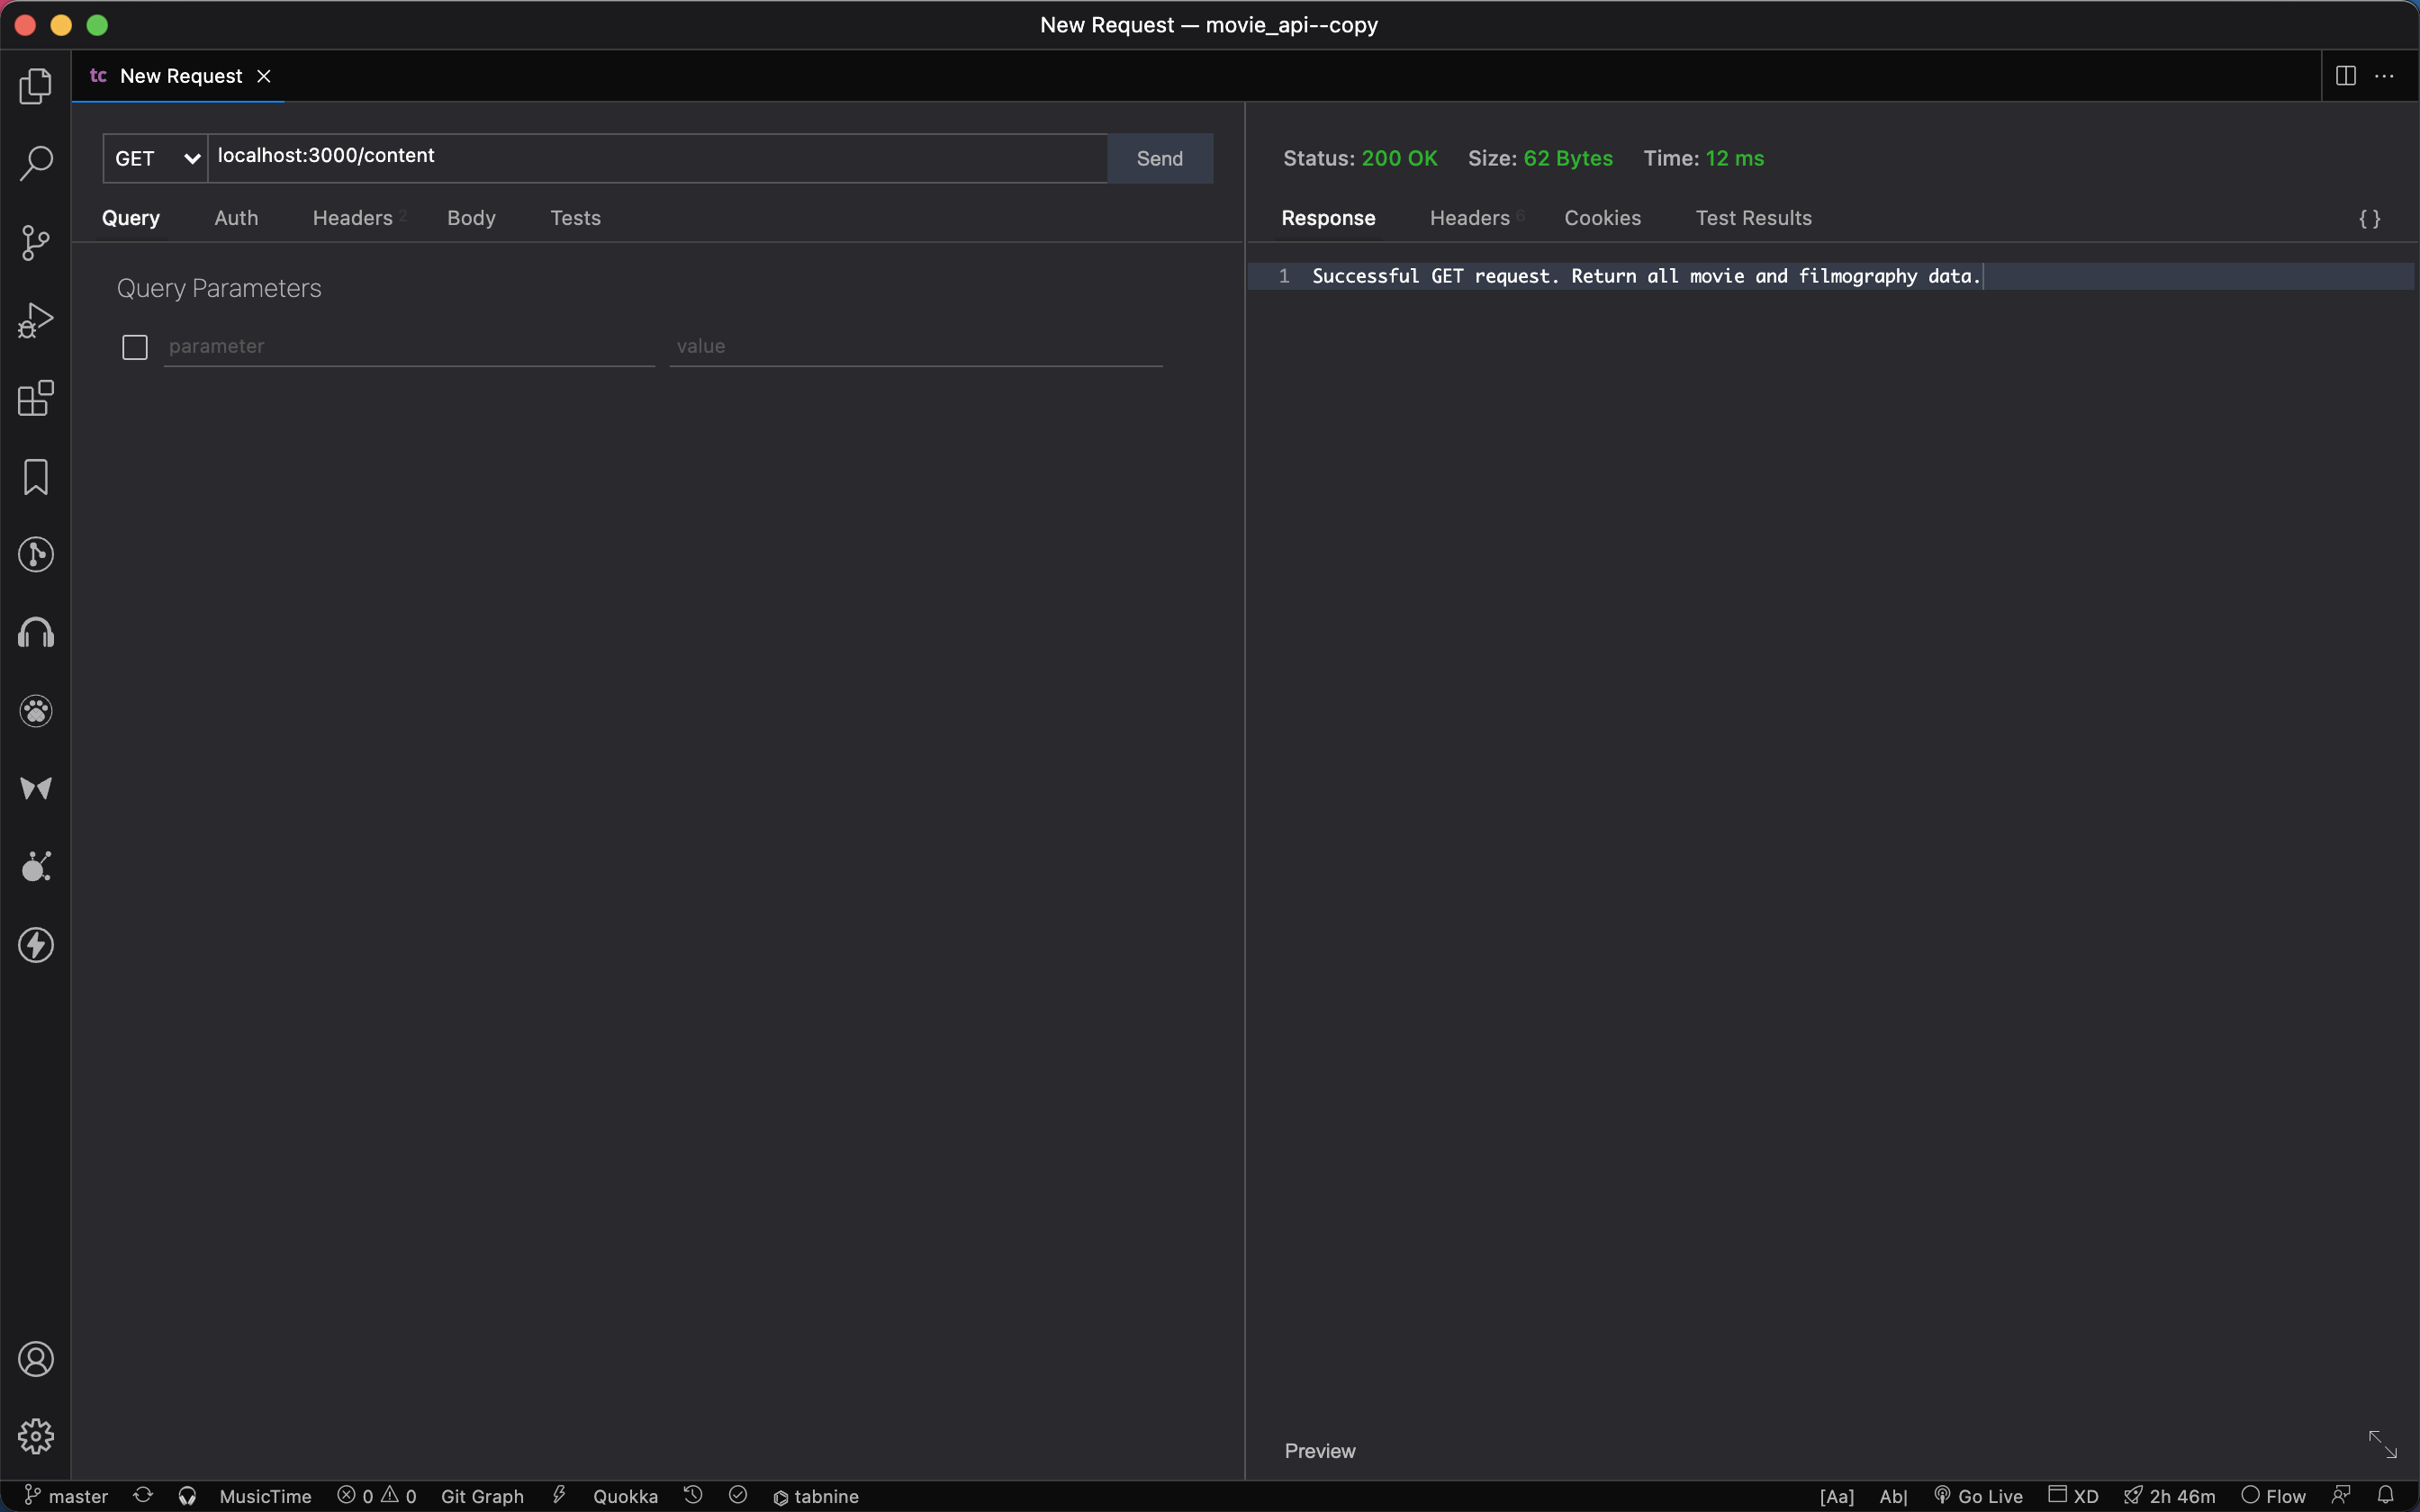 New Request — movie_api--copy
tc New Request
GET localhost:3000/content Send
Query Auth Headers 2 Body Tests
Query Parameters
parameter value
Status: 200 OK Size: 62 Bytes Time: 12 ms
Response Headers 6 Cookies Test Results { }
1 Successful GET request. Return all movie and filmography data.
Preview
master MusicTime 0 0 Git Graph Quokka tabnine [Aa] Ab| Go Live XD 2h 46m Flow